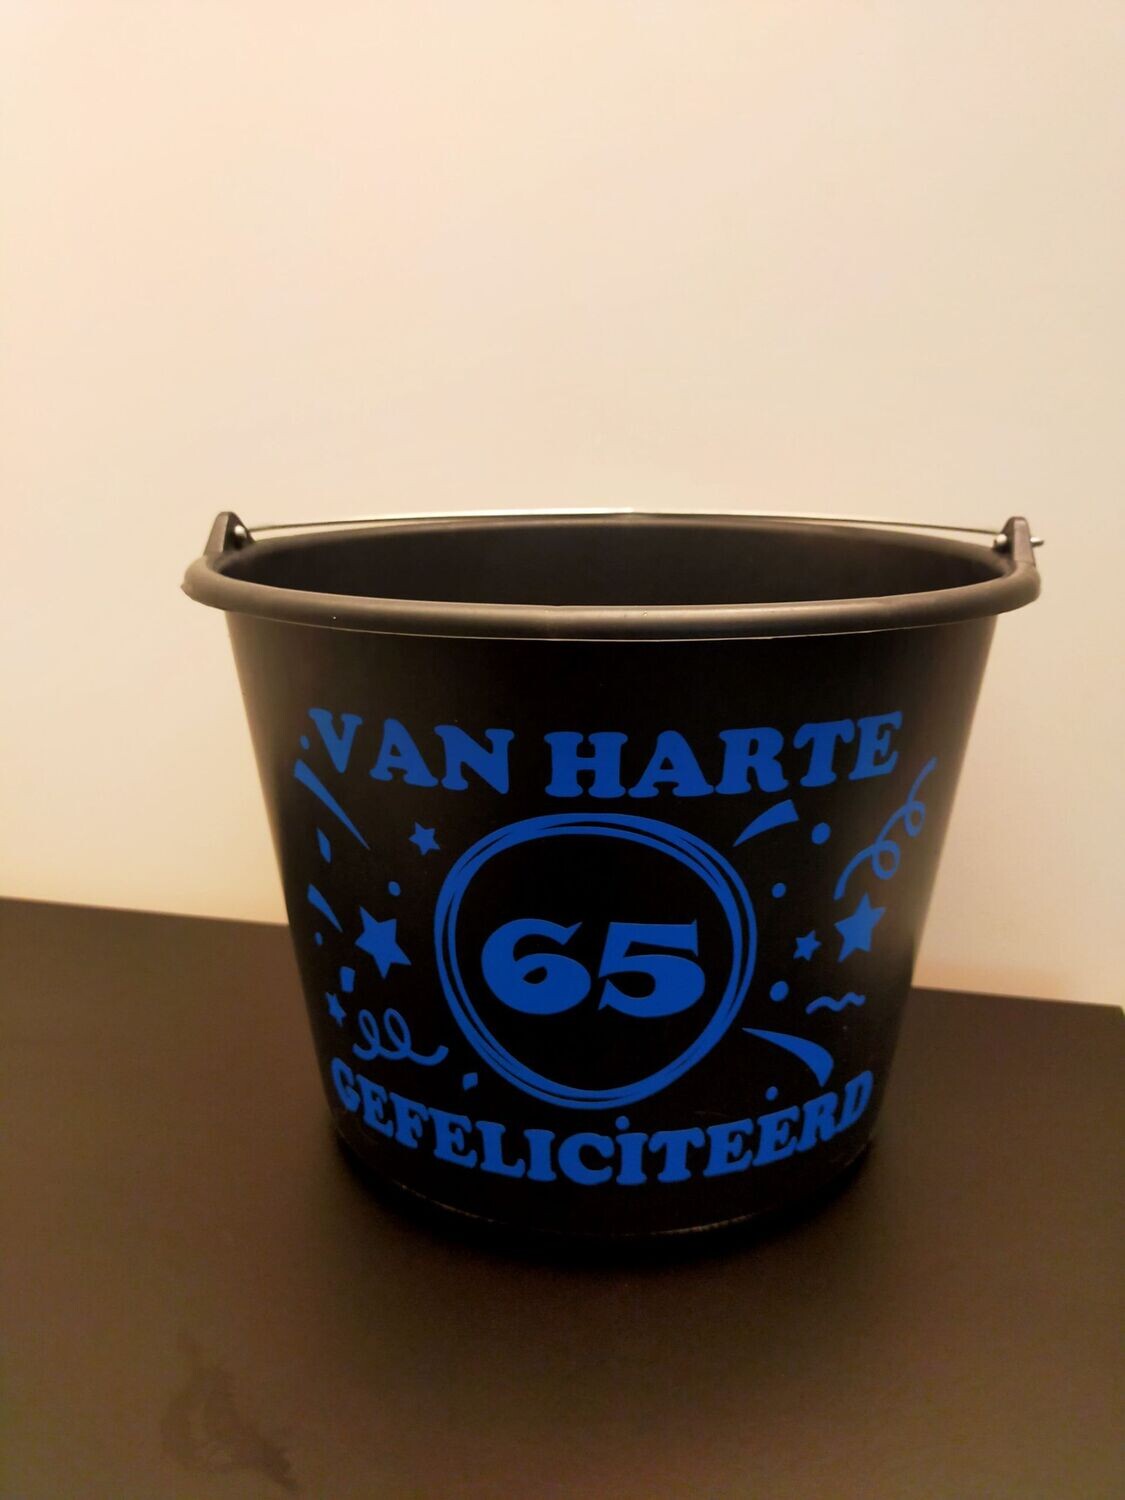 VAN HARTE
65
GEFELICITEERD